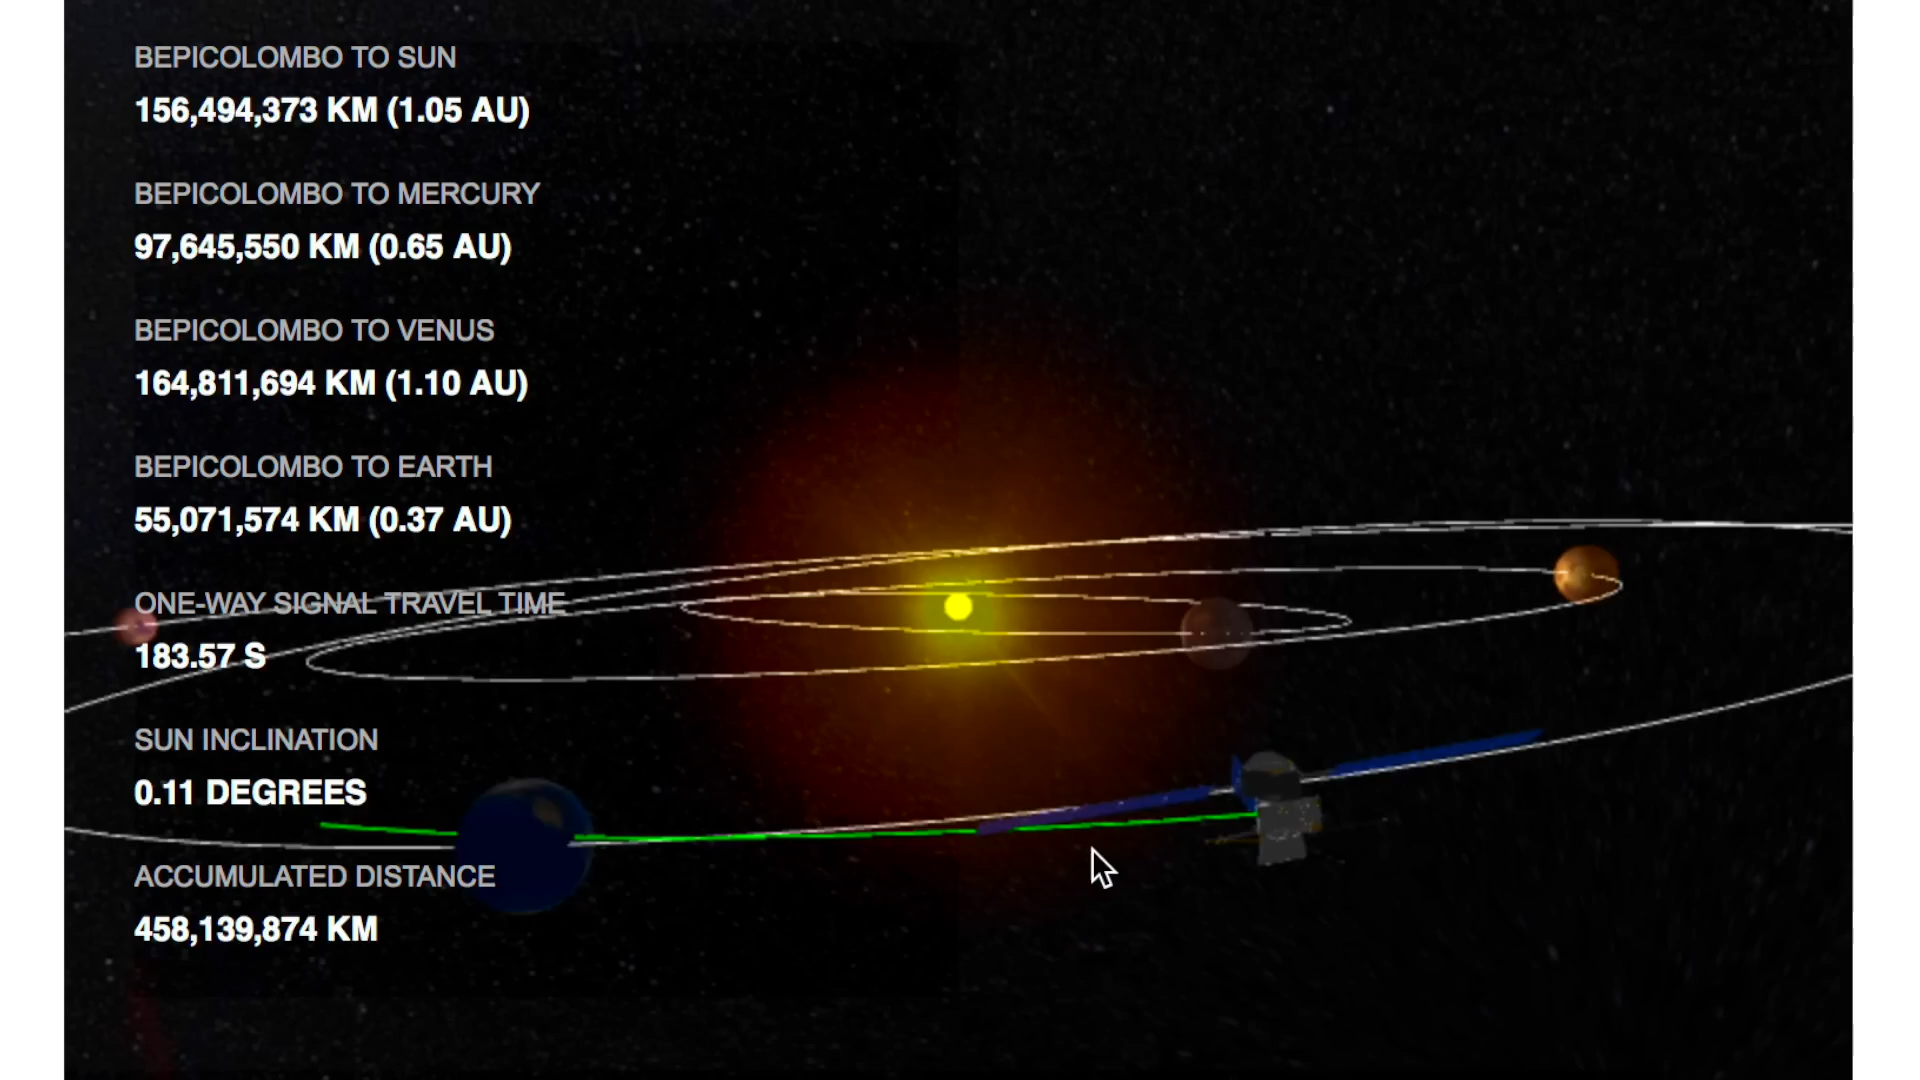 BEPICOLOMBO TO SUN
156,494,373 KM (1.05 AU)
BEPICOLOMBO TO MERCURY
97,645,550 KM (0.65 AU)
BEPICOLOMBO TO VENUS
164,811,694 KM (1.10 AU)
BEPICOLOMBO TO EARTH
55,071,574 KM (0.37 AU)
ONE-WAY SIGNAL TRAVEL TIME
183.57 S
SUN INCLINATION
0.11 DEGREES
ACCUMULATED DISTANCE
458,139,874 KM